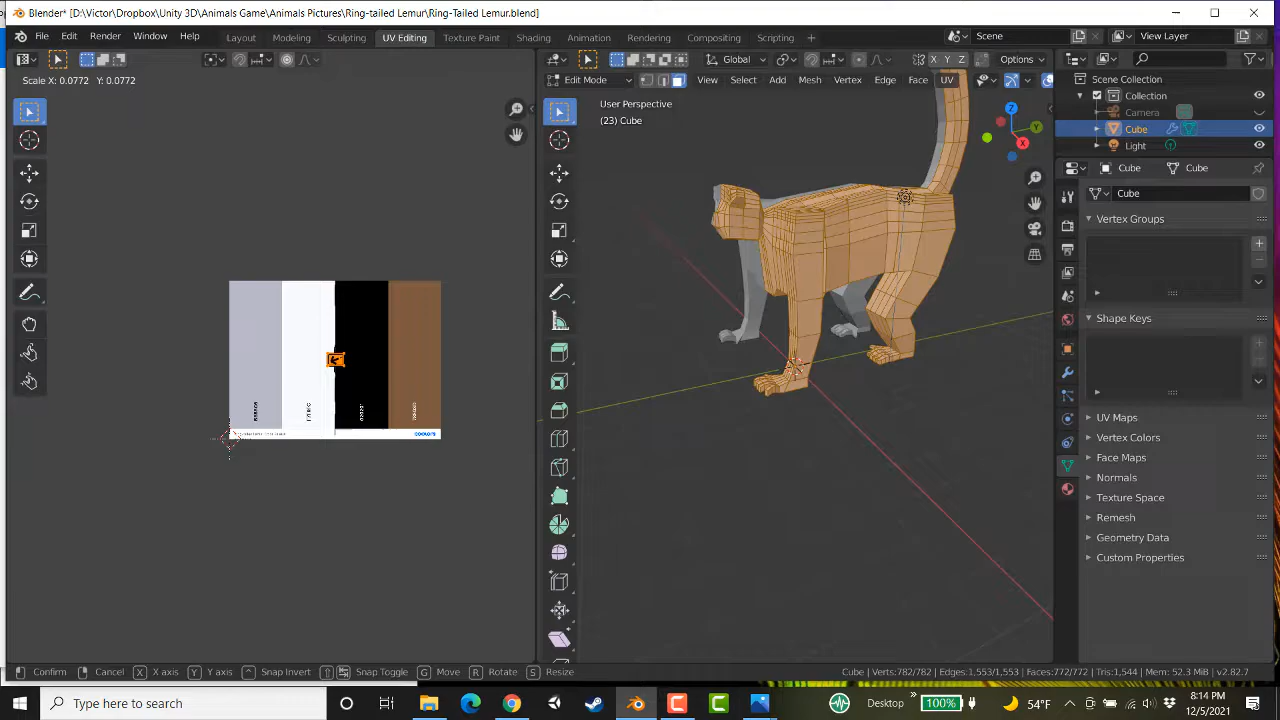 Blender* [D:\Victor\Dropbox\Unity 3D\Animals Game\Animals Pictures\Ring-tailed Lemur\Ring-Tailed Lemur.blend]
File Edit Render Window Help Layout Modeling Sculpting UV Editing Texture Paint Shading Animation Rendering Compositing Scripting + Scene View Layer
Global X Y Z Options
Scale X: 0.0772 Y: 0.0772
Edit Mode View Select Add Mesh Vertex Edge Face UV
Scene Collection
Collection
Camera
Cube
Light
User Perspective
(23) Cube
Z
Y
X
Cube Cube
Cube
Vertex Groups
Shape Keys
UV Maps
Vertex Colors
Face Maps
Normals
Texture Space
Remesh
Geometry Data
Custom Properties
coolors
Confirm Cancel X X axis Y Y axis Snap Invert Snap Toggle G Move R Rotate S Resize
Cube | Verts:782/782 | Edges:1,553/1,553 | Faces:772/772 | Tris:1,544 | Mem: 52.3 MiB | v2.82.7
Type here to search
Desktop
100%
54°F
8:14 PM
12/5/2021